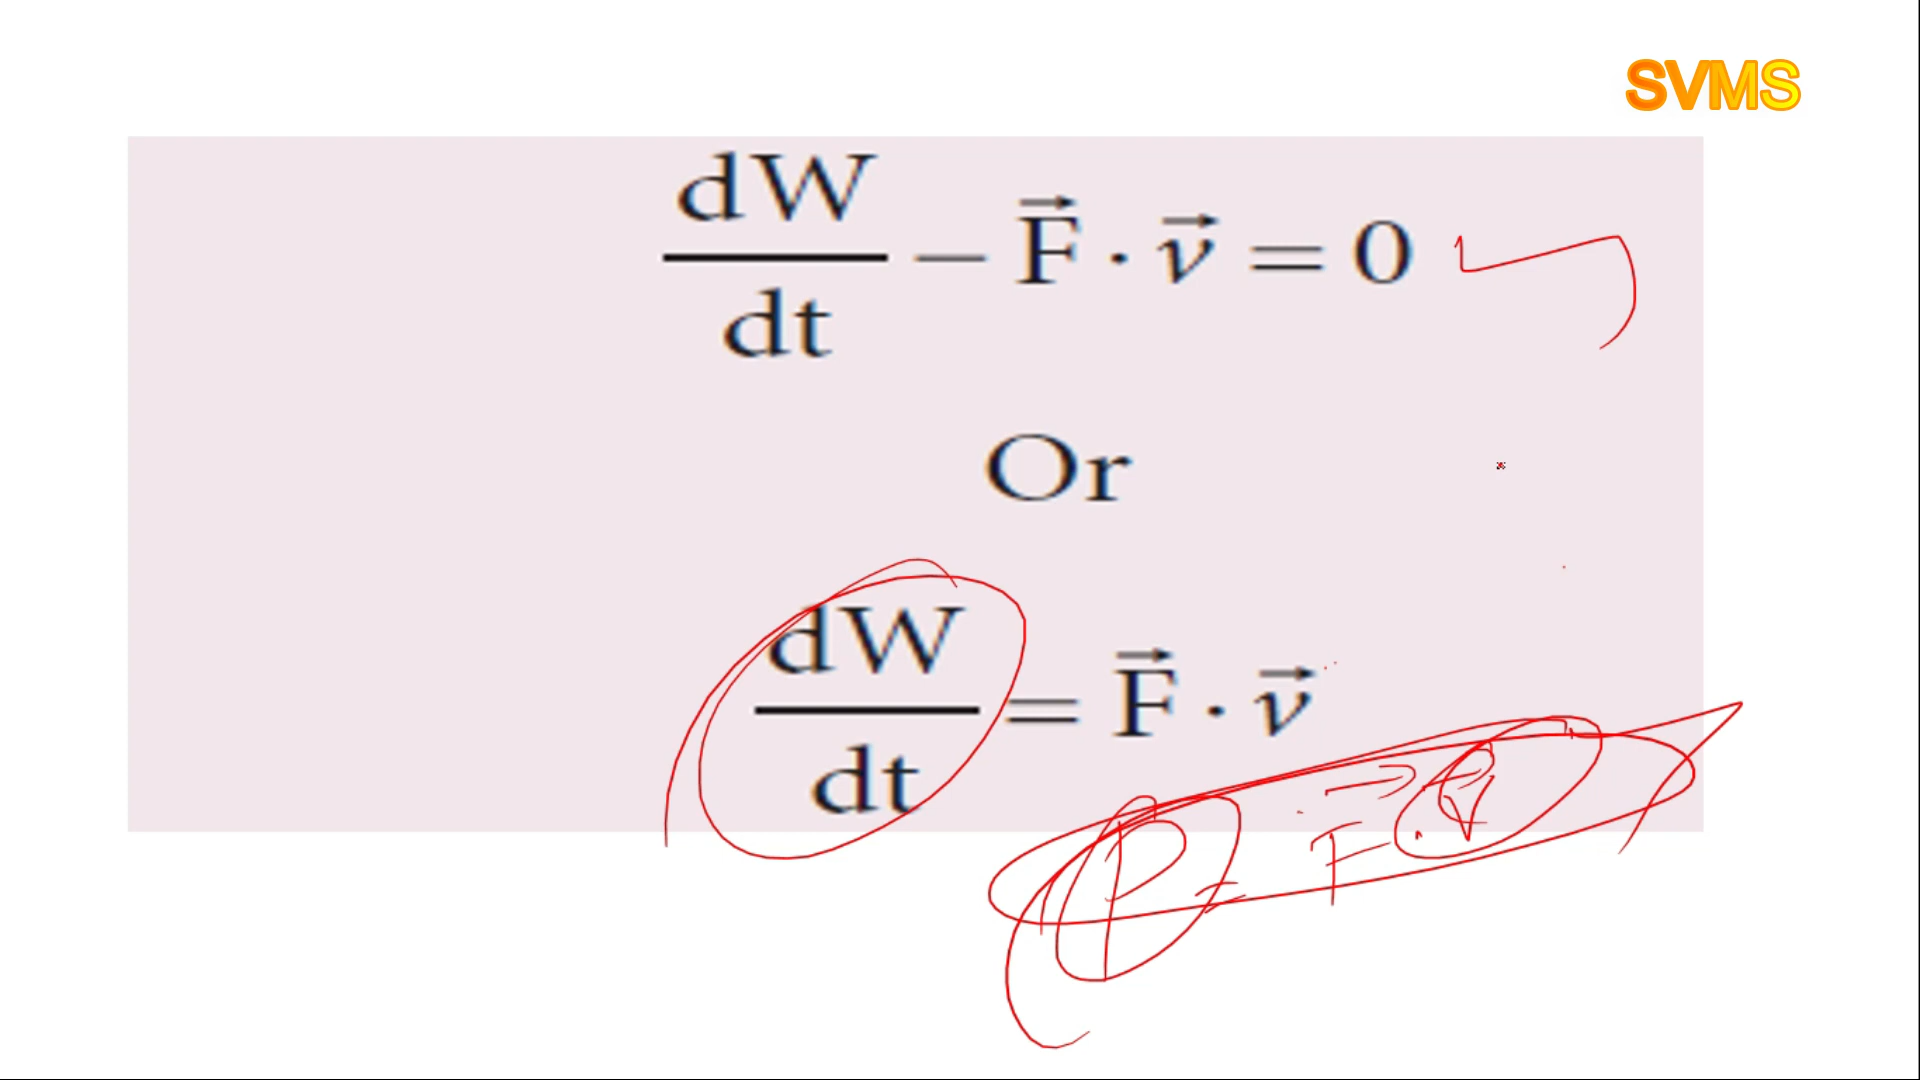 SVMS
dW/dt − F⃗ · v⃗ = 0
Or
dW/dt = F⃗ · v⃗
P = F⃗ · v⃗